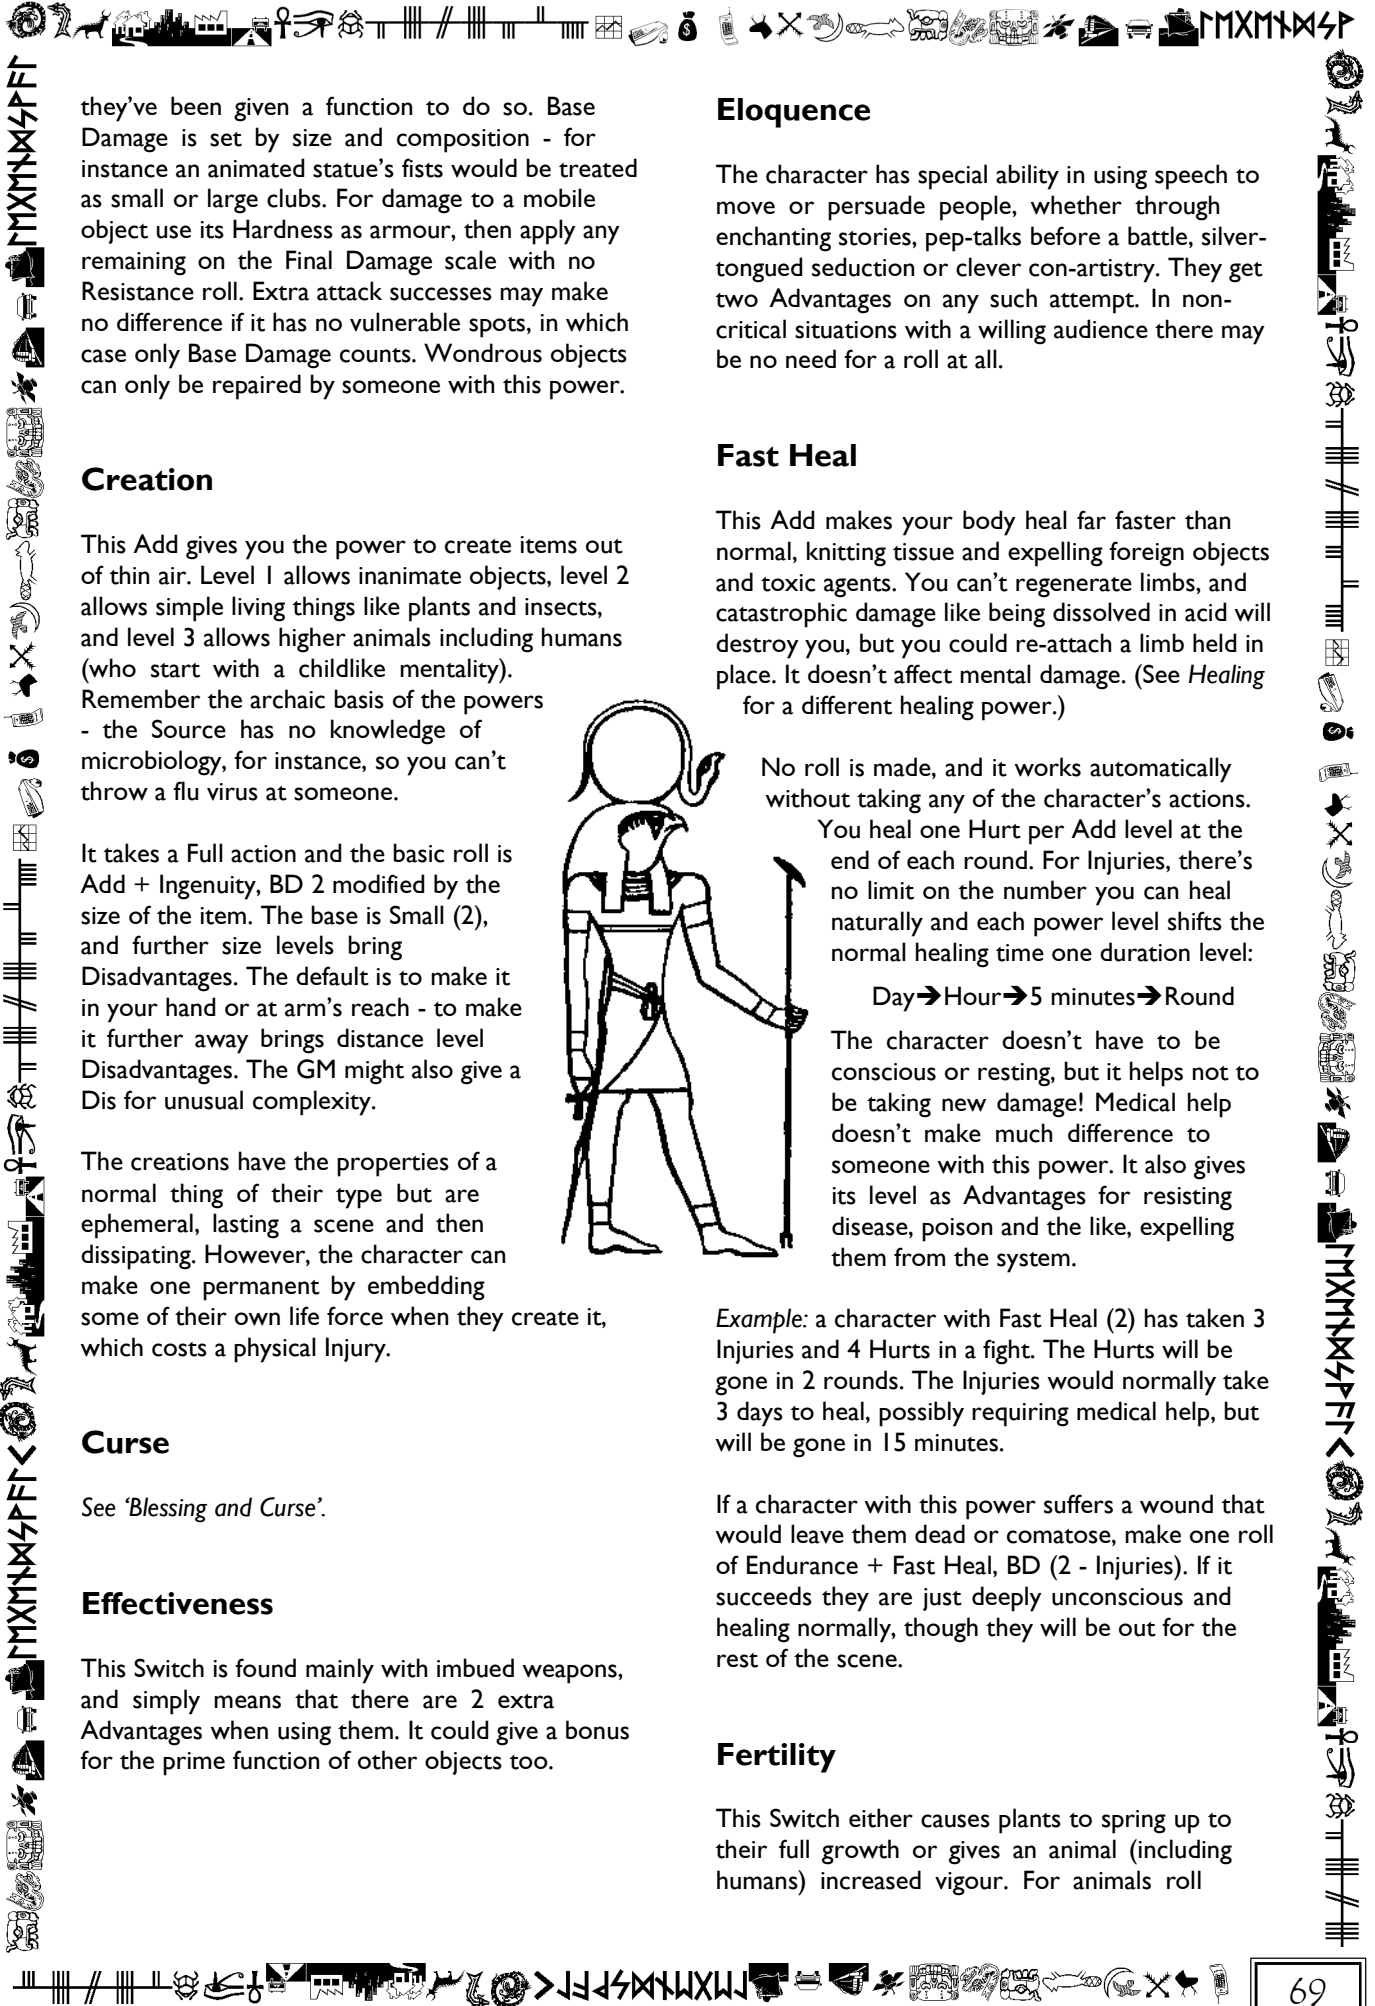 they've been given a function to do so. Base
Damage is set by size and composition - for
instance an animated statue's fists would be treated
as small or large clubs. For damage to a mobile
object use its Hardness as armour, then apply any
remaining on the Final Damage scale with no
Resistance roll. Extra attack successes may make
no difference if it has no vulnerable spots, in which
case only Base Damage counts. Wondrous objects
can only be repaired by someone with this power.
Creation
This Add gives you the power to create items out
of thin air. Level 1 allows inanimate objects, level 2
allows simple living things like plants and insects,
and level 3 allows higher animals including humans
(who start with a childlike mentality).
Remember the archaic basis of the powers
- the Source has no knowledge of
microbiology, for instance, so you can't
throw a flu virus at someone.
It takes a Full action and the basic roll is
Add + Ingenuity, BD 2 modified by the
size of the item. The base is Small (2),
and further size levels bring
Disadvantages. The default is to make it
in your hand or at arm's reach - to make
it further away brings distance level
Disadvantages. The GM might also give a
Dis for unusual complexity.
The creations have the properties of a
normal thing of their type but are
ephemeral, lasting a scene and then
dissipating. However, the character can
make one permanent by embedding
some of their own life force when they create it,
which costs a physical Injury.
Curse
See 'Blessing and Curse'.
Effectiveness
This Switch is found mainly with imbued weapons,
and simply means that there are 2 extra
Advantages when using them. It could give a bonus
for the prime function of other objects too.
Eloquence
The character has special ability in using speech to
move or persuade people, whether through
enchanting stories, pep-talks before a battle, silver-
tongued seduction or clever con-artistry. They get
two Advantages on any such attempt. In non-
critical situations with a willing audience there may
be no need for a roll at all.
Fast Heal
This Add makes your body heal far faster than
normal, knitting tissue and expelling foreign objects
and toxic agents. You can't regenerate limbs, and
catastrophic damage like being dissolved in acid will
destroy you, but you could re-attach a limb held in
place. It doesn't affect mental damage. (See Healing
for a different healing power.)
No roll is made, and it works automatically
without taking any of the character's actions.
You heal one Hurt per Add level at the
end of each round. For Injuries, there's
no limit on the number you can heal
naturally and each power level shifts the
normal healing time one duration level:
Day➔Hour➔5 minutes➔Round
The character doesn't have to be
conscious or resting, but it helps not to
be taking new damage! Medical help
doesn't make much difference to
someone with this power. It also gives
its level as Advantages for resisting
disease, poison and the like, expelling
them from the system.
Example: a character with Fast Heal (2) has taken 3
Injuries and 4 Hurts in a fight. The Hurts will be
gone in 2 rounds. The Injuries would normally take
3 days to heal, possibly requiring medical help, but
will be gone in 15 minutes.
If a character with this power suffers a wound that
would leave them dead or comatose, make one roll
of Endurance + Fast Heal, BD (2 - Injuries). If it
succeeds they are just deeply unconscious and
healing normally, though they will be out for the
rest of the scene.
Fertility
This Switch either causes plants to spring up to
their full growth or gives an animal (including
humans) increased vigour. For animals roll
69